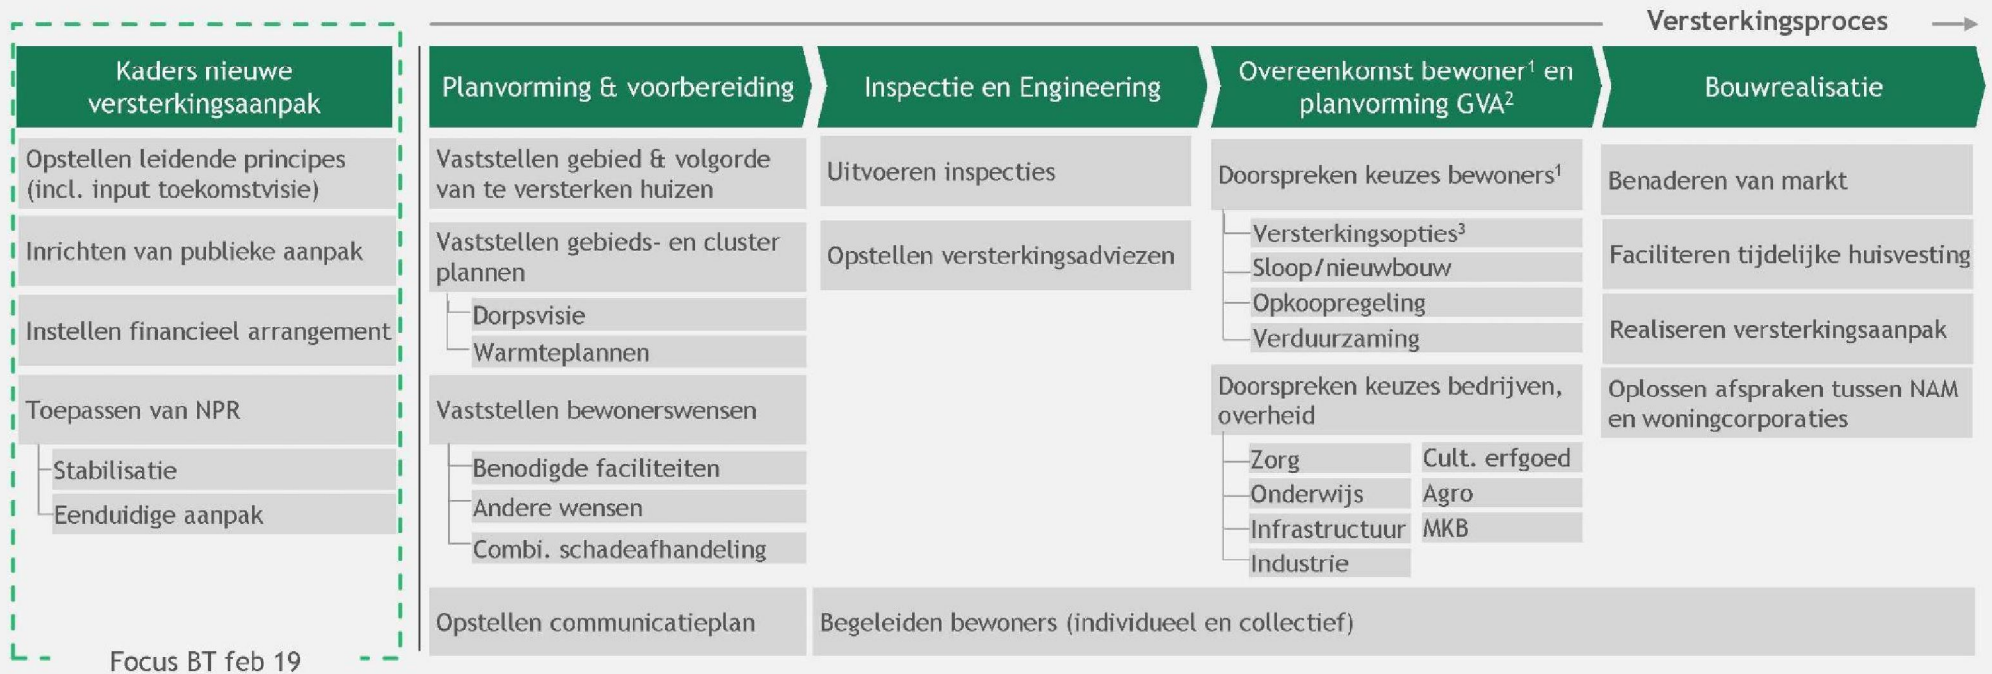 Versterkingsproces
Kaders nieuwe
versterkingsaanpak
Opstellen leidende principes
(incl. input toekomstvisie)
Inrichten van publieke aanpak
Instellen financieel arrangement
Toepassen van NPR
Stabilisatie
Eenduidige aanpak
Focus BT feb 19
Planvorming & voorbereiding
Vaststellen gebied & volgorde
van te versterken huizen
Vaststellen gebieds- en cluster
plannen
Dorpsvisie
Warmteplannen
Vaststellen bewonerswensen
Benodigde faciliteiten
Andere wensen
Combi. schadeafhandeling
Opstellen communicatieplan
Inspectie en Engineering
Uitvoeren inspecties
Opstellen versterkingsadviezen
Overeenkomst bewoner¹ en
planvorming GVA²
Doorspreken keuzes bewoners¹
Versterkingsopties³
Sloop/nieuwbouw
Opkoopregeling
Verduurzaming
Doorspreken keuzes bedrijven,
overheid
Zorg
Onderwijs
Infrastructuur
Industrie
Cult. erfgoed
Agro
MKB
Bouwrealisatie
Benaderen van markt
Faciliteren tijdelijke huisvesting
Realiseren versterkingsaanpak
Oplossen afspraken tussen NAM
en woningcorporaties
Begeleiden bewoners (individueel en collectief)